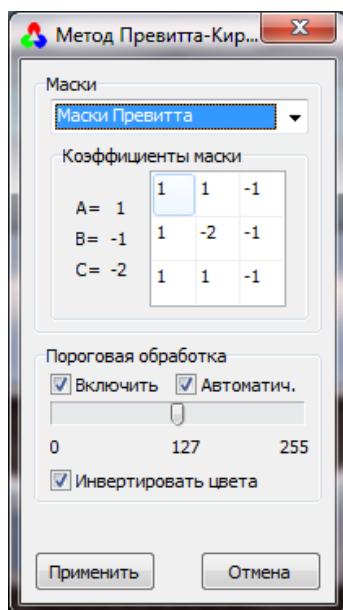 Метод Превитта-Кир...
Маски
Маски Превитта
Коэффициенты маски
A= 1
B= -1
C= -2
1 1 -1
1 -2 -1
1 1 -1
Пороговая обработка
Включить Автоматич.
0 127 255
Инвертировать цвета
Применить Отмена